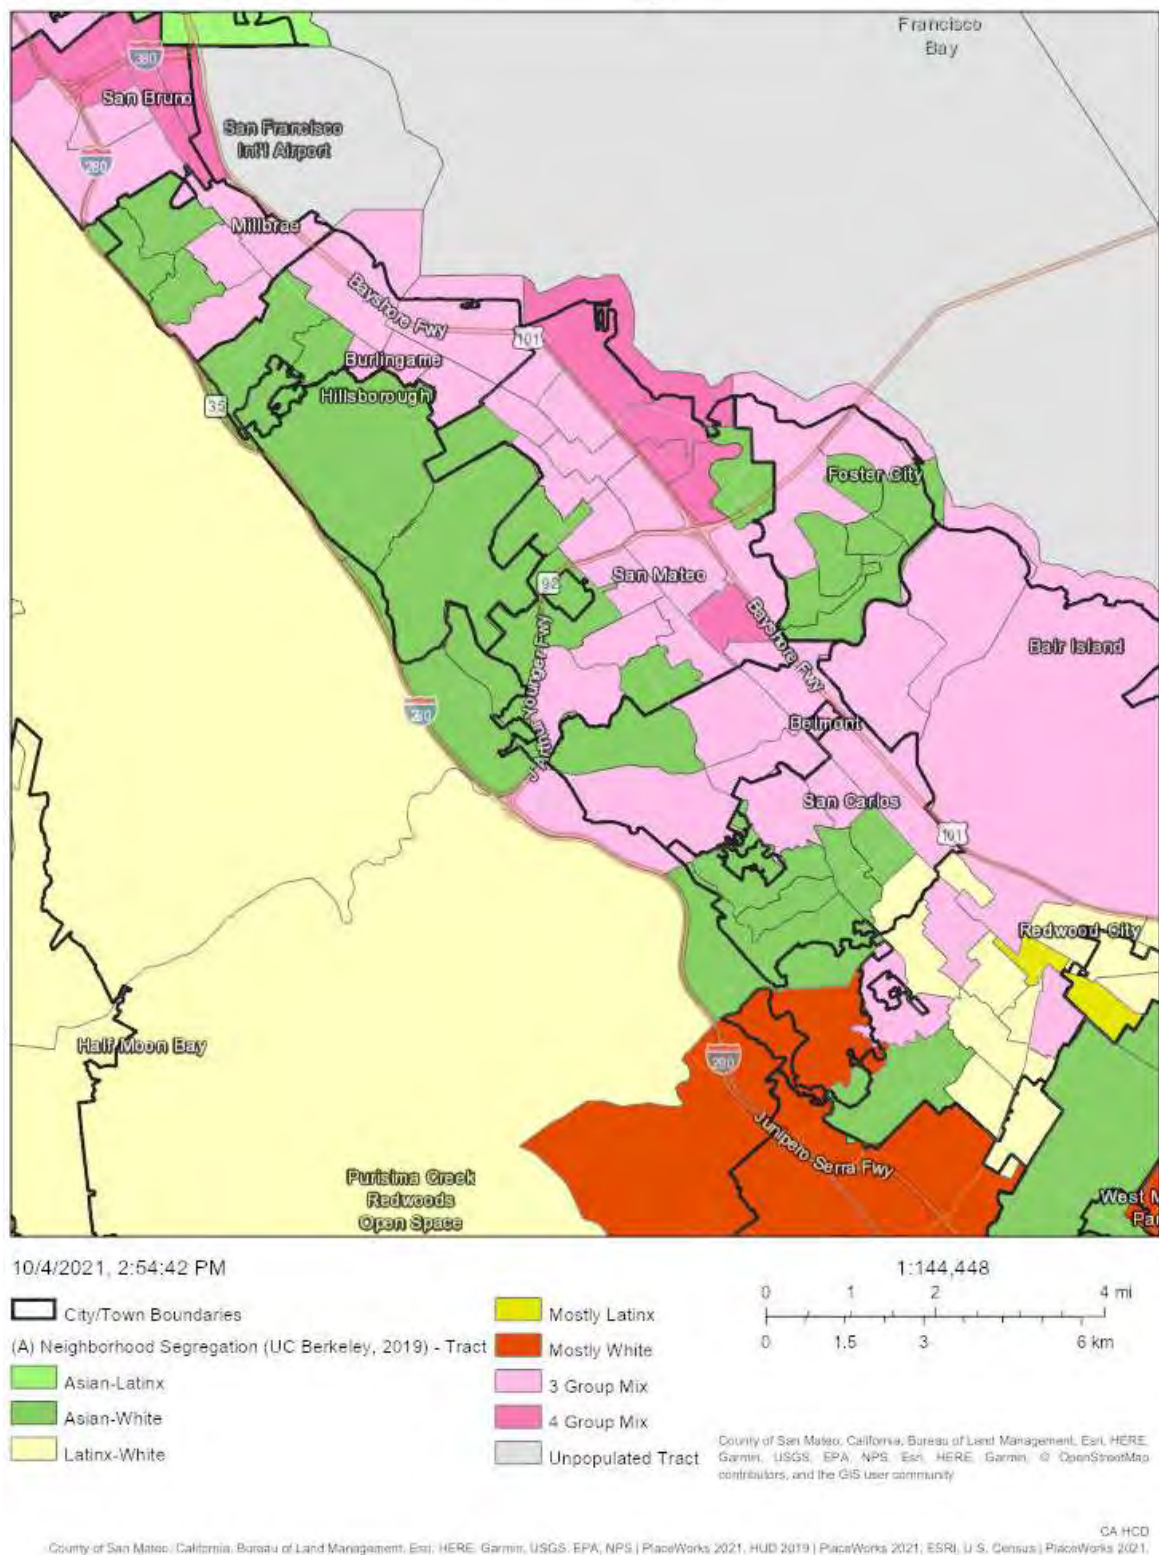 Francisco
Bay
380
San Bruno
San Francisco
Int'l Airport
280
Millbrae
Bayshore Fwy
101
Burlingame
Hillsborough
35
Foster City
San Mateo
92
Bayshore Fwy
Bair Island
J Arthur Younger Fwy
280
Belmont
San Carlos
101
Redwood City
Half Moon Bay
280
Junipero Serra Fwy
Purisima Creek
Redwoods
Open Space
West M
Par
10/4/2021, 2:54:42 PM
1:144,448
0 1 2 4 mi
0 1.5 3 6 km
City/Town Boundaries
(A) Neighborhood Segregation (UC Berkeley, 2019) - Tract
Asian-Latinx
Asian-White
Latinx-White
Mostly Latinx
Mostly White
3 Group Mix
4 Group Mix
Unpopulated Tract
County of San Mateo, California, Bureau of Land Management, Esri, HERE,
Garmin, USGS, EPA, NPS, Esri, HERE, Garmin, © OpenStreetMap
contributors, and the GIS user community
CA HCD
County of San Mateo, California, Bureau of Land Management, Esri, HERE, Garmin, USGS, EPA, NPS | PlaceWorks 2021, HUD 2019 | PlaceWorks 2021, ESRI, U.S. Census | PlaceWorks 2021,